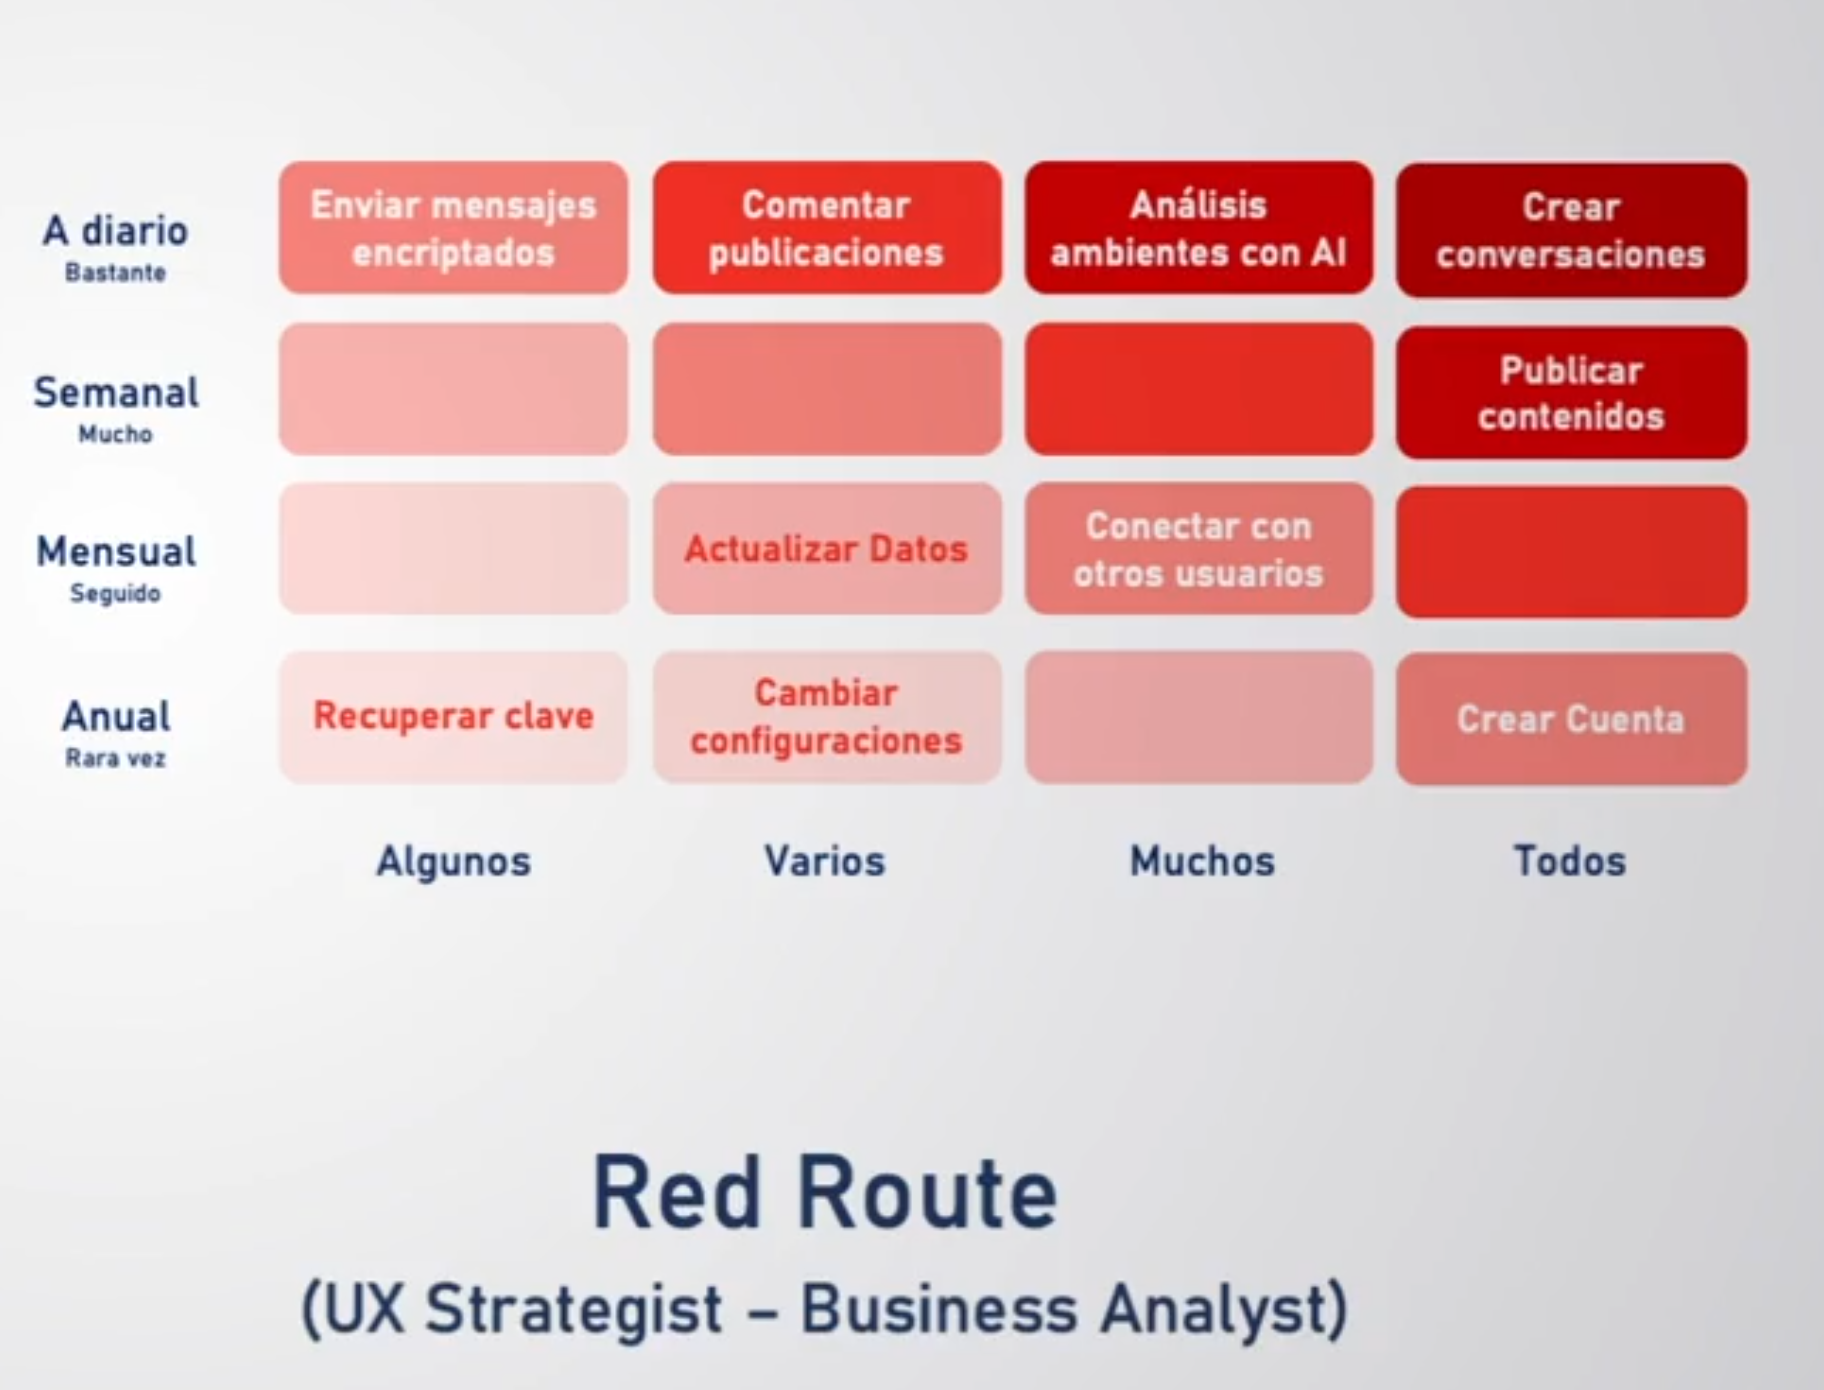 A diario
Bastante
Enviar mensajes
encriptados
Comentar
publicaciones
Análisis
ambientes con AI
Crear
conversaciones
Semanal
Mucho
Publicar
contenidos
Mensual
Seguido
Actualizar Datos
Conectar con
otros usuarios
Anual
Rara vez
Recuperar clave
Cambiar
configuraciones
Crear Cuenta
Algunos
Varios
Muchos
Todos
Red Route
(UX Strategist – Business Analyst)